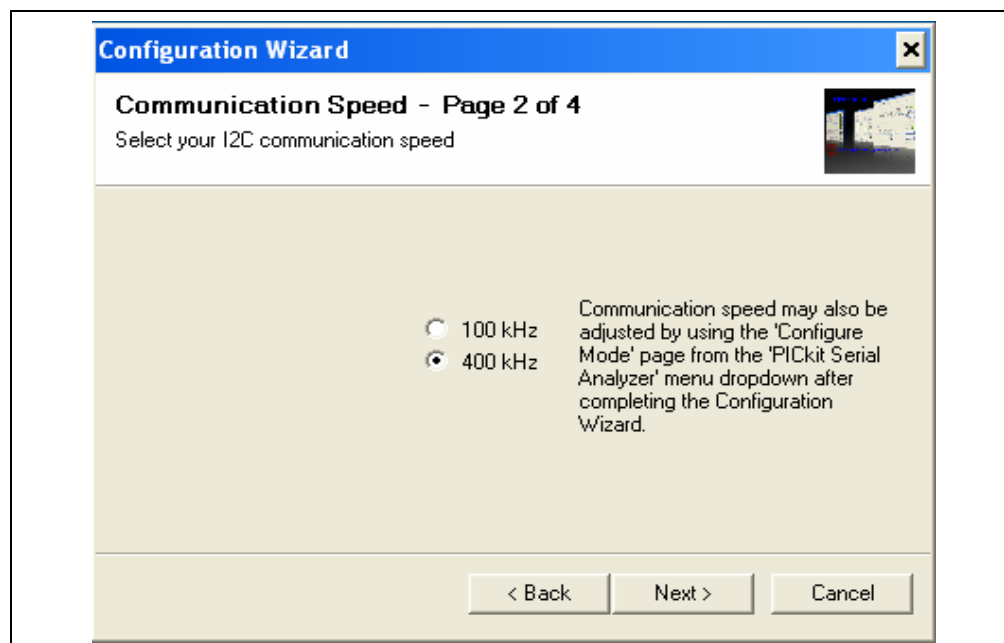 Configuration Wizard
Communication Speed - Page 2 of 4
Select your I2C communication speed
100 kHz
400 kHz
Communication speed may also be
adjusted by using the 'Configure
Mode' page from the 'PICkit Serial
Analyzer' menu dropdown after
completing the Configuration
Wizard.
< Back Next > Cancel